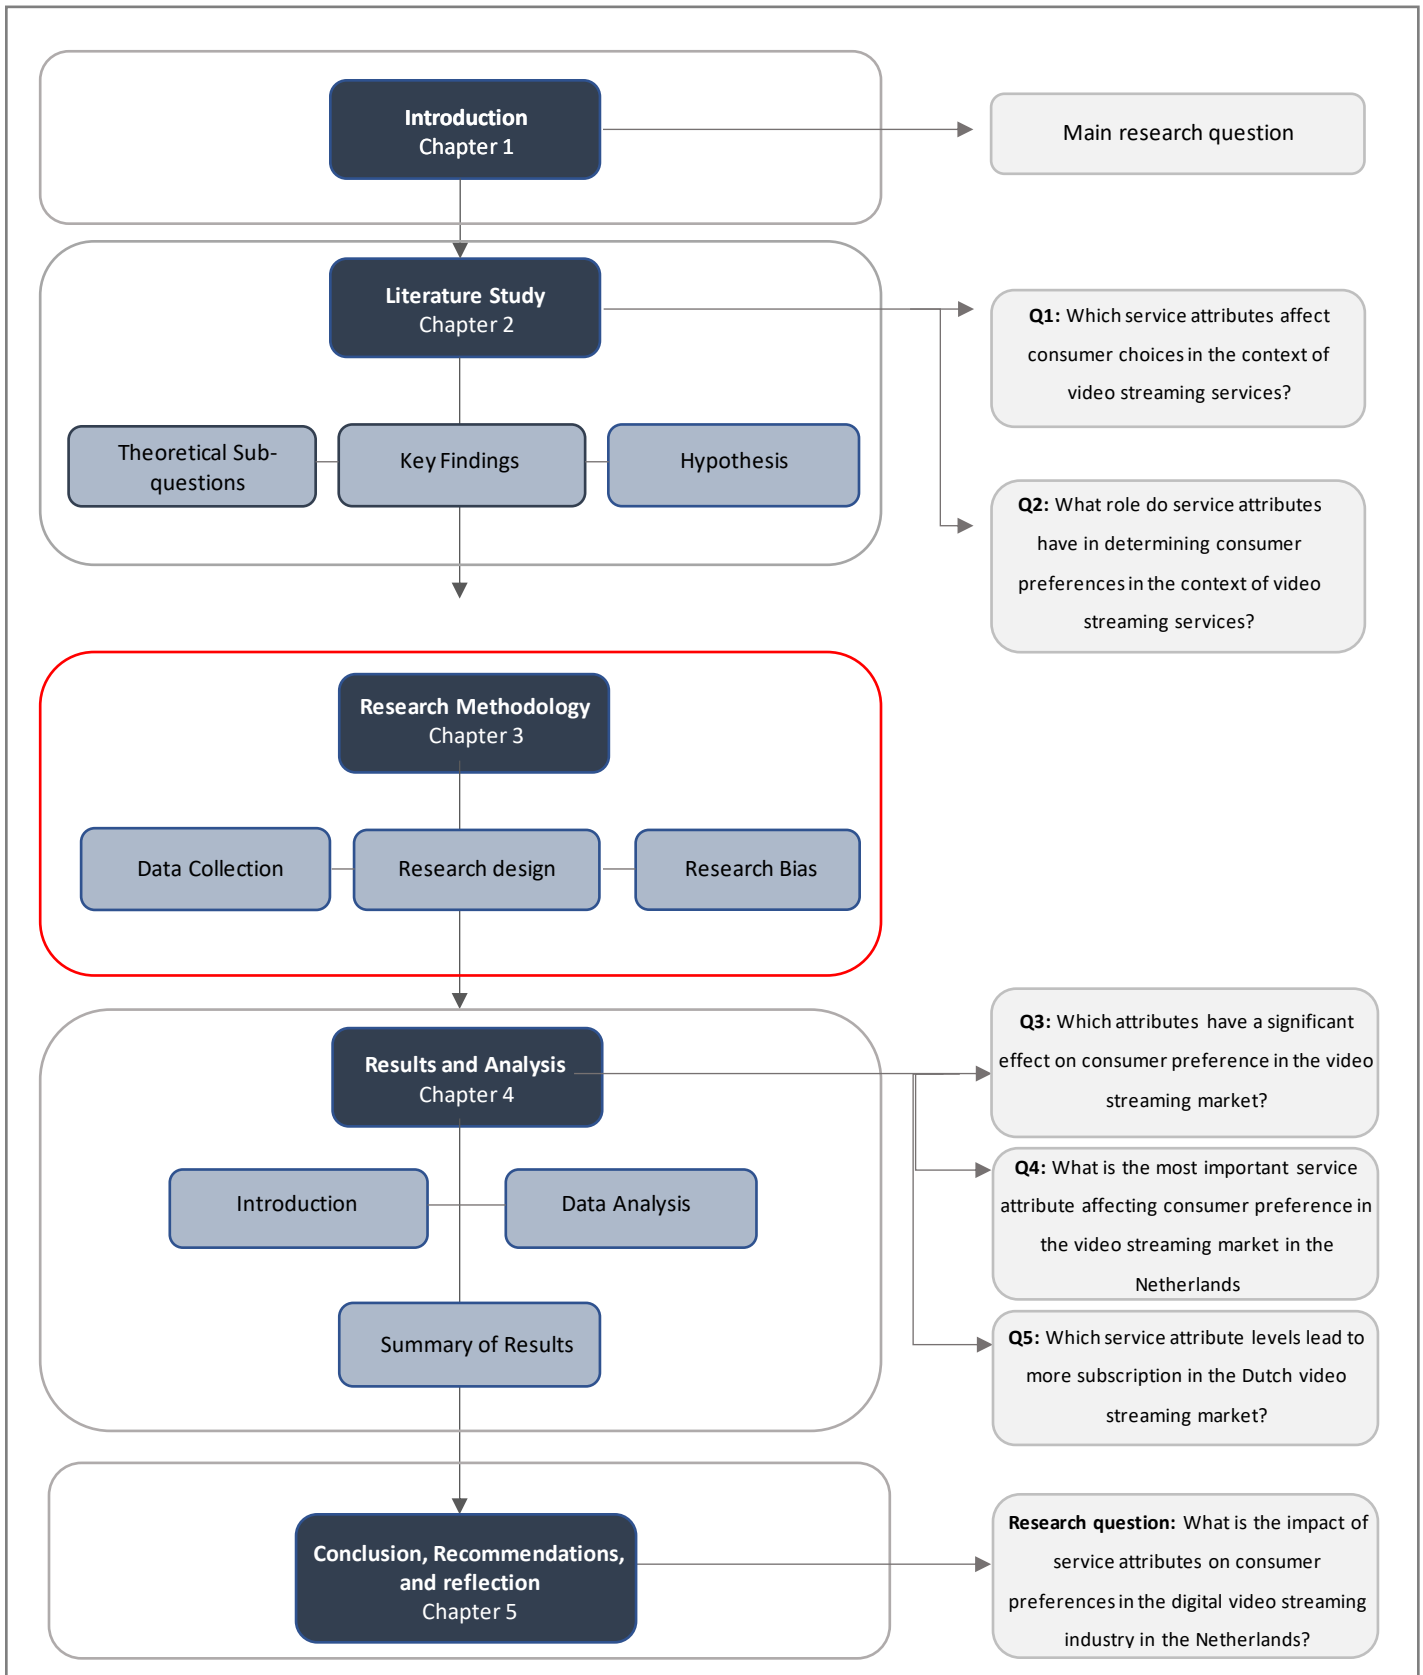 Introduction
Chapter 1
Main research question
Literature Study
Chapter 2
Q1: Which service attributes affect
consumer choices in the context of
video streaming services?
Theoretical Sub-
questions
Key Findings
Hypothesis
Q2: What role do service attributes
have in determining consumer
preferences in the context of video
streaming services?
Research Methodology
Chapter 3
Data Collection
Research design
Research Bias
Results and Analysis
Chapter 4
Q3: Which attributes have a significant
effect on consumer preference in the video
streaming market?
Introduction
Data Analysis
Q4: What is the most important service
attribute affecting consumer preference in
the video streaming market in the
Netherlands
Summary of Results
Q5: Which service attribute levels lead to
more subscription in the Dutch video
streaming market?
Conclusion, Recommendations,
and reflection
Chapter 5
Research question: What is the impact of
service attributes on consumer
preferences in the digital video streaming
industry in the Netherlands?